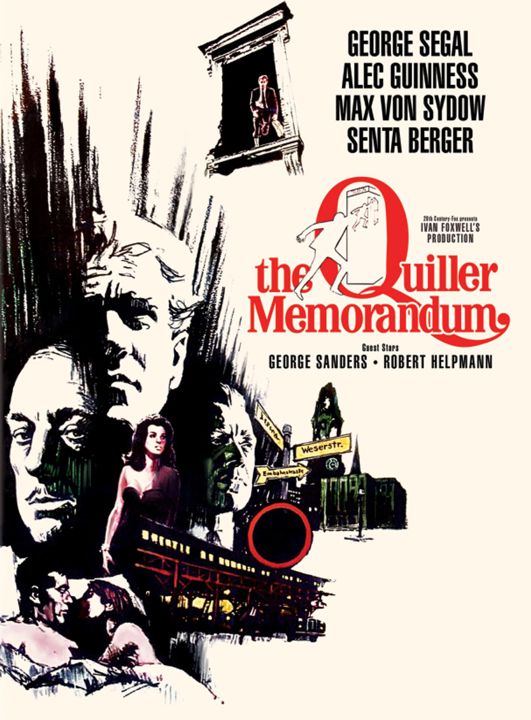 GEORGE SEGAL
ALEC GUINNESS
MAX VON SYDOW
SENTA BERGER
20th Century-Fox presents
IVAN FOXWELL'S
PRODUCTION
the Quiller
Memorandum
Guest Stars
GEORGE SANDERS • ROBERT HELPMANN
Weserstr.